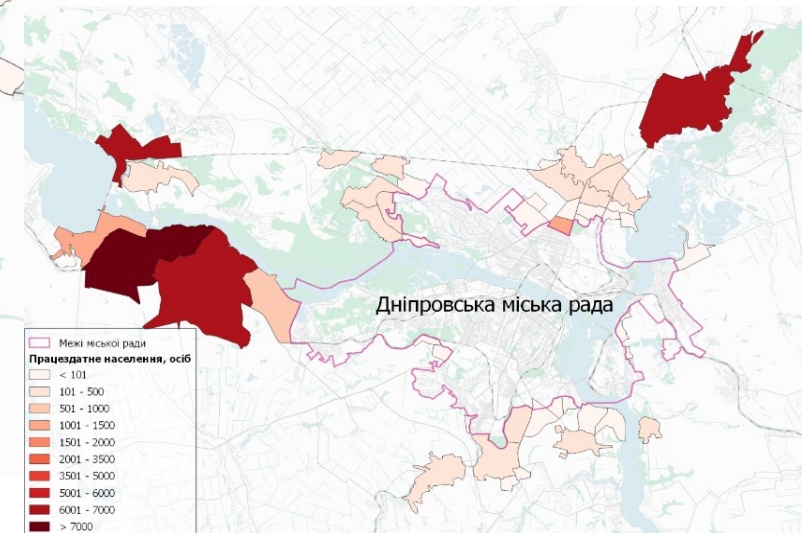 Дніпровська міська рада
Межі міської ради
Працездатне населення, осіб
< 101
101 - 500
501 - 1000
1001 - 1500
1501 - 2000
2001 - 3500
3501 - 5000
5001 - 6000
6001 - 7000
> 7000